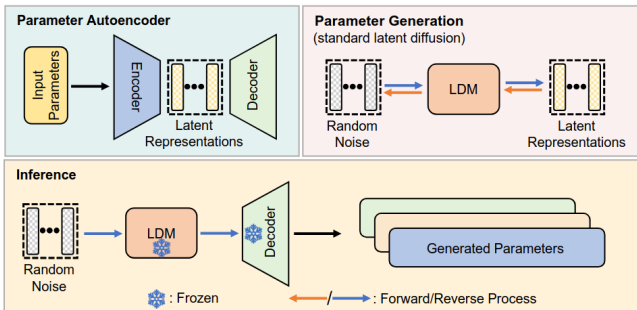 Parameter Autoencoder
Input
Parameters
Encoder
Decoder
Latent
Representations
Parameter Generation
(standard latent diffusion)
LDM
Random
Noise
Latent
Representations
Inference
Random
Noise
LDM
Decoder
Generated Parameters
: Frozen
/ : Forward/Reverse Process